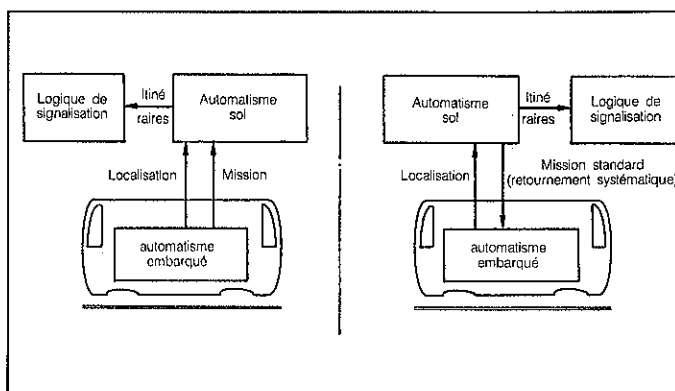 Logique de
signalisation
Itiné
raires
Automatisme
sol
Localisation
Mission
automatisme
embarqué
Automatisme
sol
Itiné
raires
Logique de
signalisation
Localisation
Mission standard
(retournement systématique)
automatisme
embarqué